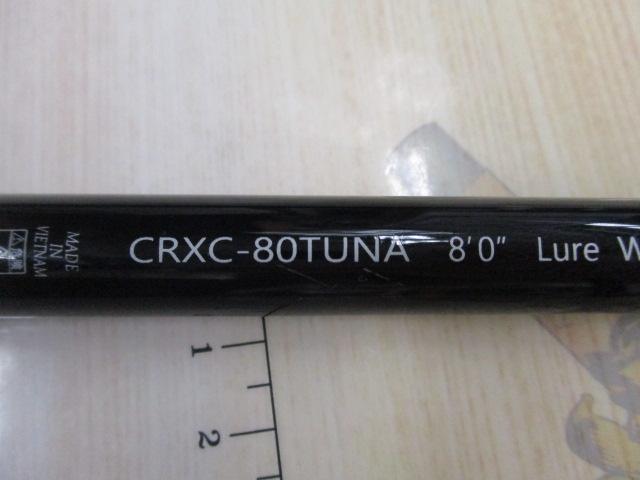 MADE
IN
VIETNAM
CRXC-80TUNA 8'0" Lure W
1
2